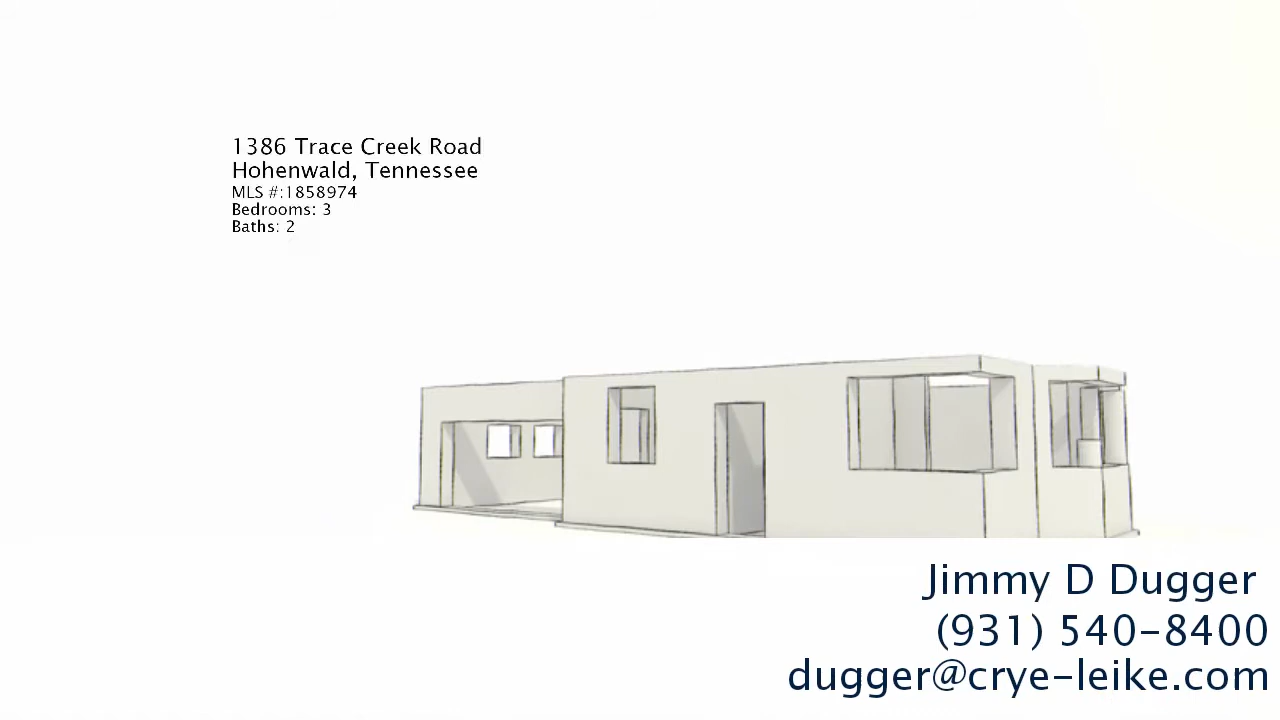 1386 Trace Creek Road
Hohenwald, Tennessee
MLS #:1858974
Bedrooms: 3
Baths: 2
Jimmy D Dugger
(931) 540-8400
dugger@crye-leike.com